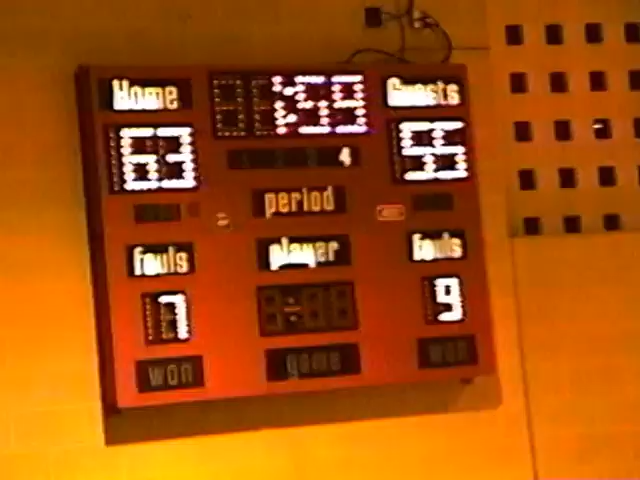 Home Guests
63 55
4
period
fouls player fouls
7 9
won game won